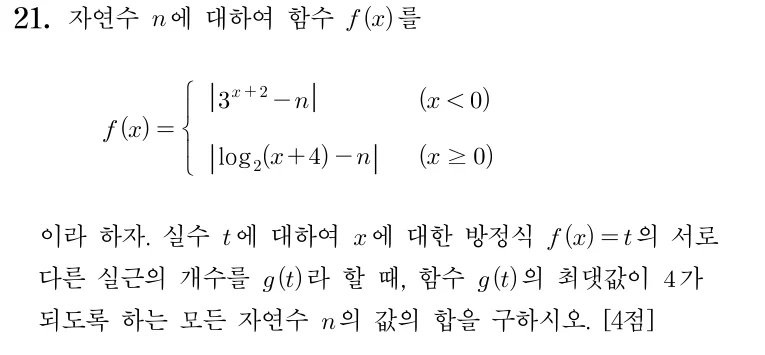 21. 자연수 n에 대하여 함수 f(x)를
f(x) = { |3^{x+2} − n| (x < 0)
|log₂(x+4) − n| (x ≥ 0)
이라 하자. 실수 t에 대하여 x에 대한 방정식 f(x)=t의 서로
다른 실근의 개수를 g(t)라 할 때, 함수 g(t)의 최댓값이 4가
되도록 하는 모든 자연수 n의 값의 합을 구하시오. [4점]